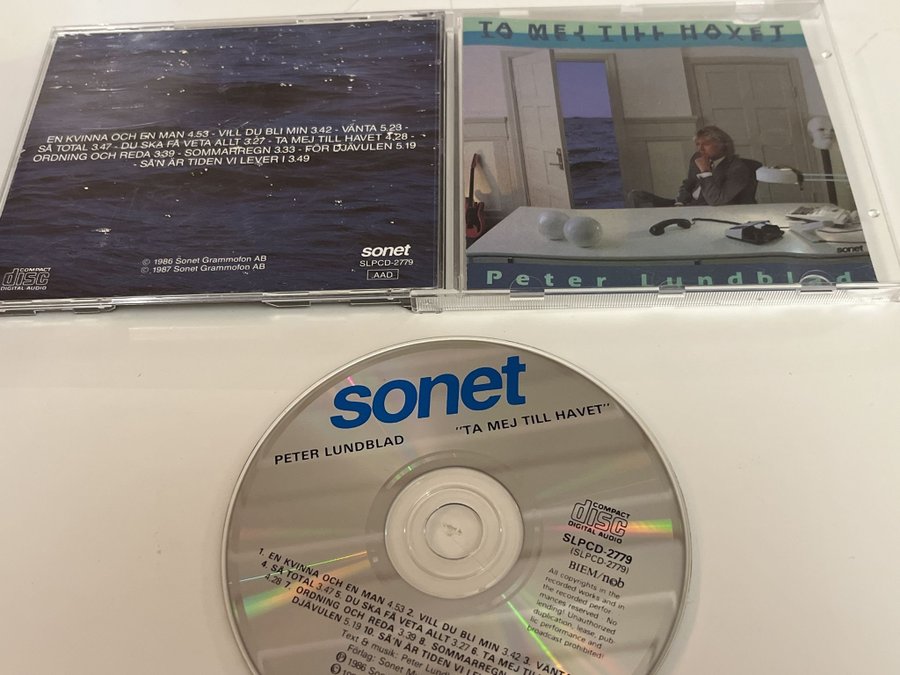 EN KVINNA OCH EN MAN 4.53 - VILL DU BLI MIN 3.42 - VÄNTA 5.23 -
SÅ TOTAL 3.47 - DU SKA FÅ VETA ALLT 3.27 - TA MEJ TILL HAVET 4.28 -
ORDNING OCH REDA 3.39 - SOMMARREGN 3.33 - FÖR DJÄVULEN 5.19
- SÅ'N ÄR TIDEN VI LEVER I 3.49
℗ 1986 Sonet Grammofon AB
© 1987 Sonet Grammofon AB
COMPACT
disc
DIGITAL AUDIO
sonet
SLPCD-2779
AAD
TA MEJ TILL HAVET
sonet
Peter Lundblad
sonet
PETER LUNDBLAD
"TA MEJ TILL HAVET"
COMPACT
disc
DIGITAL AUDIO
SLPCD-2779
(SLPCD-2779)
BIEM/ncb
All copyrights in the
recorded works and in
the recorded perfor-
mances reserved. No
lending! Unauthorized
duplication, lease, pub-
lic performance and
broadcast prohibited!
1. EN KVINNA OCH EN MAN 4.53 2. VILL DU BLI MIN 3.42 3. VÄNTA
4. SÅ TOTAL 3.47 5. DU SKA FÅ VETA ALLT 3.27 6. TA MEJ TILL
4.28 7. ORDNING OCH REDA 3.39 8. SOMMARREGN
DJÄVULEN 5.19 10. SÅ'N ÄR TIDEN VI LE
Text & musik: Peter Lund
Förlag: Sonet M
℗ 1986 So